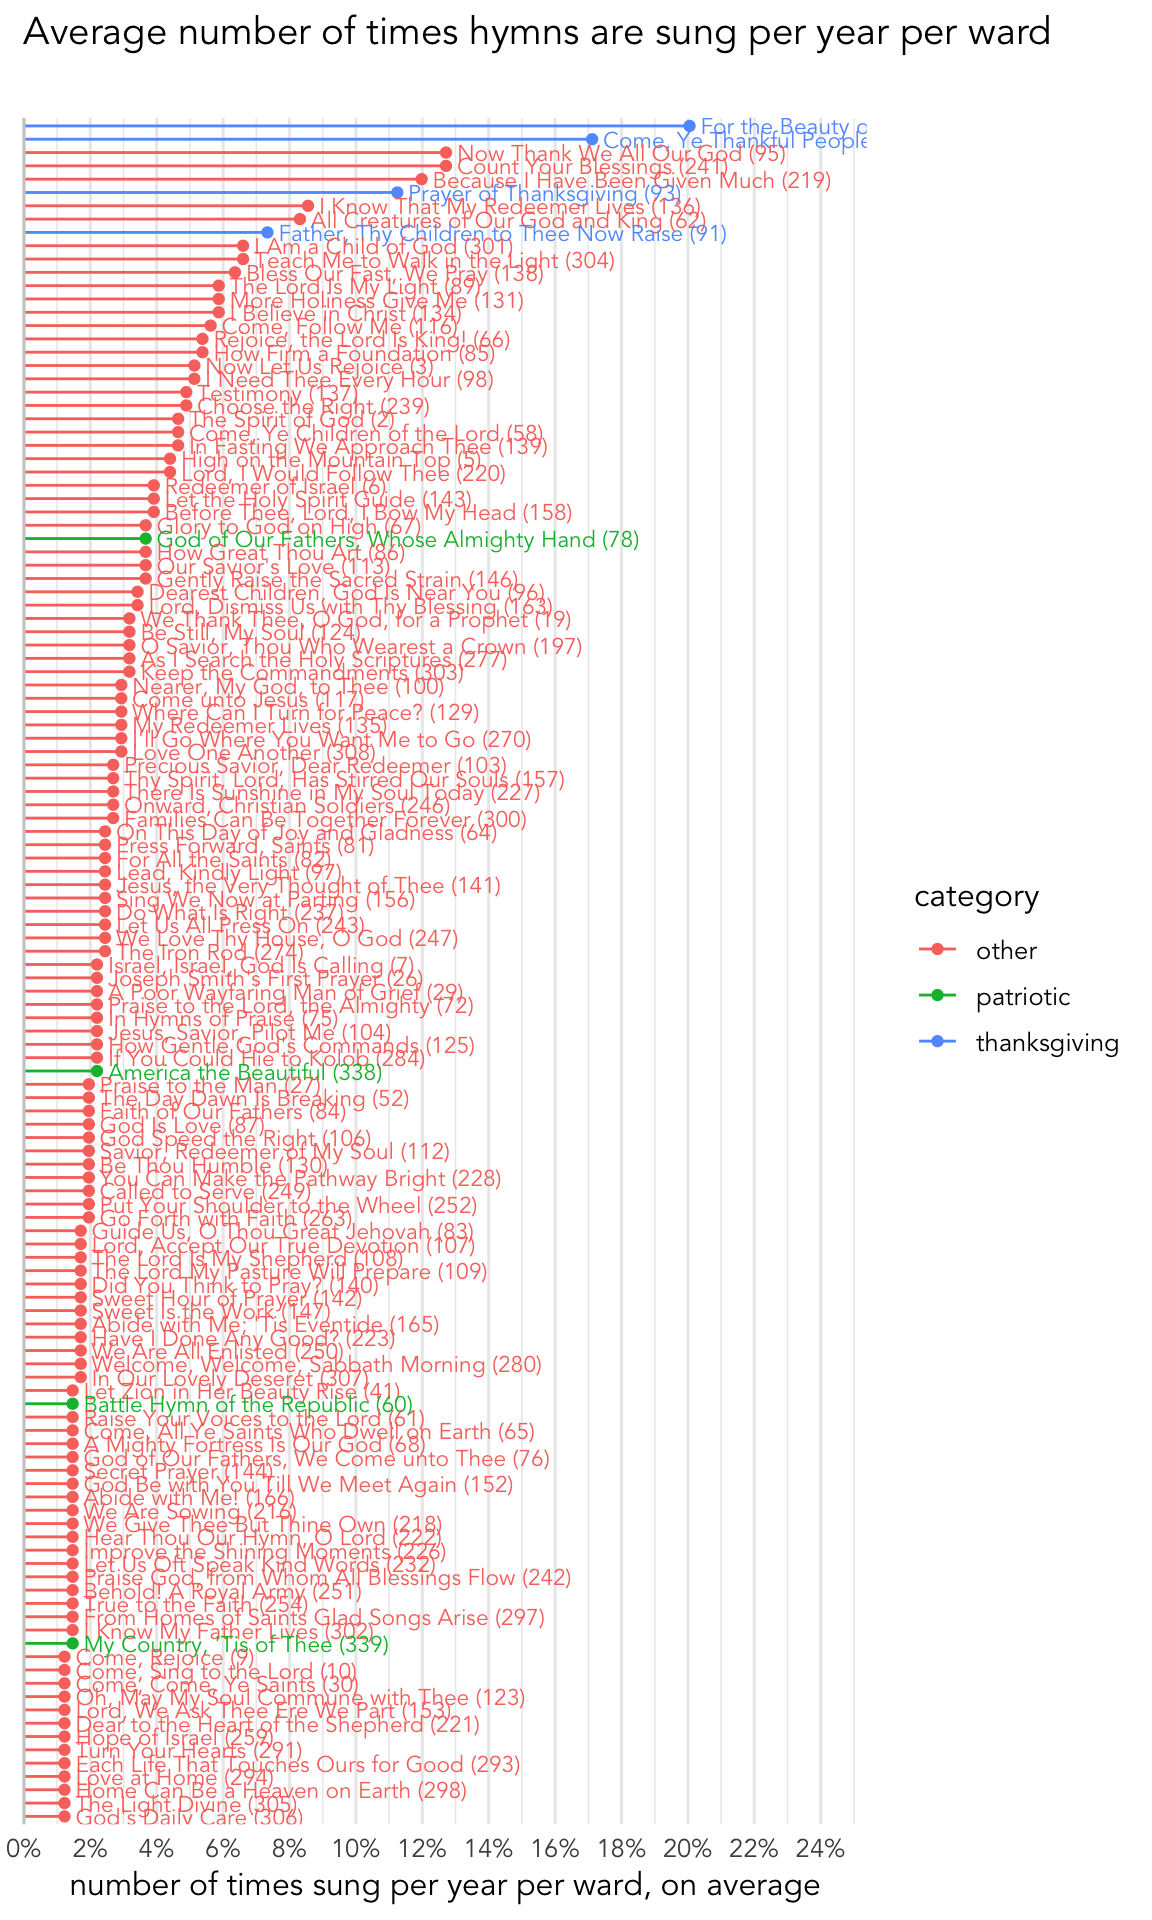 Average number of times hymns are sung per year per ward
For the Beauty o
Come, Ye Thankful People
Now Thank We All Our God (95)
Count Your Blessings (241)
Because I Have Been Given Much (219)
Prayer of Thanksgiving (93)
I Know That My Redeemer Lives (136)
All Creatures of Our God and King (62)
Father, Thy Children to Thee Now Raise (91)
I Am a Child of God (301)
Teach Me to Walk in the Light (304)
Bless Our Fast, We Pray (138)
The Lord Is My Light (89)
More Holiness Give Me (131)
I Believe in Christ (134)
Come, Follow Me (116)
Rejoice, the Lord Is King! (66)
How Firm a Foundation (85)
Now Let Us Rejoice (3)
I Need Thee Every Hour (98)
Testimony (137)
Choose the Right (239)
The Spirit of God (2)
Come, Ye Children of the Lord (58)
In Fasting We Approach Thee (139)
High on the Mountain Top (5)
Lord, I Would Follow Thee (220)
Redeemer of Israel (6)
Let the Holy Spirit Guide (143)
Before Thee, Lord, I Bow My Head (158)
Glory to God on High (67)
God of Our Fathers, Whose Almighty Hand (78)
How Great Thou Art (86)
Our Savior's Love (113)
Gently Raise the Sacred Strain (146)
Dearest Children, God Is Near You (96)
Lord, Dismiss Us with Thy Blessing (163)
We Thank Thee, O God, for a Prophet (19)
Be Still, My Soul (124)
O Savior, Thou Who Wearest a Crown (197)
As I Search the Holy Scriptures (277)
Keep the Commandments (303)
Nearer, My God, to Thee (100)
Come unto Jesus (117)
Where Can I Turn for Peace? (129)
My Redeemer Lives (135)
I'll Go Where You Want Me to Go (270)
Love One Another (308)
Precious Savior, Dear Redeemer (103)
Thy Spirit, Lord, Has Stirred Our Souls (157)
There Is Sunshine in My Soul Today (227)
Onward, Christian Soldiers (246)
Families Can Be Together Forever (300)
On This Day of Joy and Gladness (64)
Press Forward, Saints (81)
For All the Saints (82)
Lead, Kindly Light (97)
Jesus, the Very Thought of Thee (141)
Sing We Now at Parting (156)
Do What Is Right (237)
Let Us All Press On (243)
We Love Thy House, O God (247)
The Iron Rod (274)
Israel, Israel, God Is Calling (7)
Joseph Smith's First Prayer (26)
A Poor Wayfaring Man of Grief (29)
Praise to the Lord, the Almighty (72)
In Hymns of Praise (75)
Jesus, Savior, Pilot Me (104)
How Gentle God's Commands (125)
If You Could Hie to Kolob (284)
America the Beautiful (338)
Praise to the Man (27)
The Day Dawn Is Breaking (52)
Faith of Our Fathers (84)
God Is Love (87)
God Speed the Right (106)
Savior, Redeemer of My Soul (112)
Be Thou Humble (130)
You Can Make the Pathway Bright (228)
Called to Serve (249)
Put Your Shoulder to the Wheel (252)
Go Forth with Faith (263)
Guide Us, O Thou Great Jehovah (83)
Lord, Accept Our True Devotion (107)
The Lord Is My Shepherd (108)
The Lord My Pasture Will Prepare (109)
Did You Think to Pray? (140)
Sweet Hour of Prayer (142)
Sweet Is the Work (147)
Abide with Me; 'Tis Eventide (165)
Have I Done Any Good? (223)
We Are All Enlisted (250)
Welcome, Welcome, Sabbath Morning (280)
In Our Lovely Deseret (307)
Let Zion in Her Beauty Rise (41)
Battle Hymn of the Republic (60)
Raise Your Voices to the Lord (61)
Come, All Ye Saints Who Dwell on Earth (65)
A Mighty Fortress Is Our God (68)
God of Our Fathers, We Come unto Thee (76)
Secret Prayer (144)
God Be with You Till We Meet Again (152)
Abide with Me! (166)
We Are Sowing (216)
We Give Thee But Thine Own (218)
Hear Thou Our Hymn, O Lord (222)
Improve the Shining Moments (226)
Let Us Oft Speak Kind Words (232)
Praise God, from Whom All Blessings Flow (242)
Behold! A Royal Army (251)
True to the Faith (254)
From Homes of Saints Glad Songs Arise (297)
I Know My Father Lives (302)
My Country, 'Tis of Thee (339)
Come, Rejoice (9)
Come, Sing to the Lord (10)
Come, Come, Ye Saints (30)
Oh, May My Soul Commune with Thee (123)
Lord, We Ask Thee Ere We Part (153)
Dear to the Heart of the Shepherd (221)
Hope of Israel (259)
Turn Your Hearts (291)
Each Life That Touches Ours for Good (293)
Love at Home (294)
Home Can Be a Heaven on Earth (298)
The Light Divine (305)
God's Daily Care (306)
0% 2% 4% 6% 8% 10% 12% 14% 16% 18% 20% 22% 24%
number of times sung per year per ward, on average
category
other
patriotic
thanksgiving